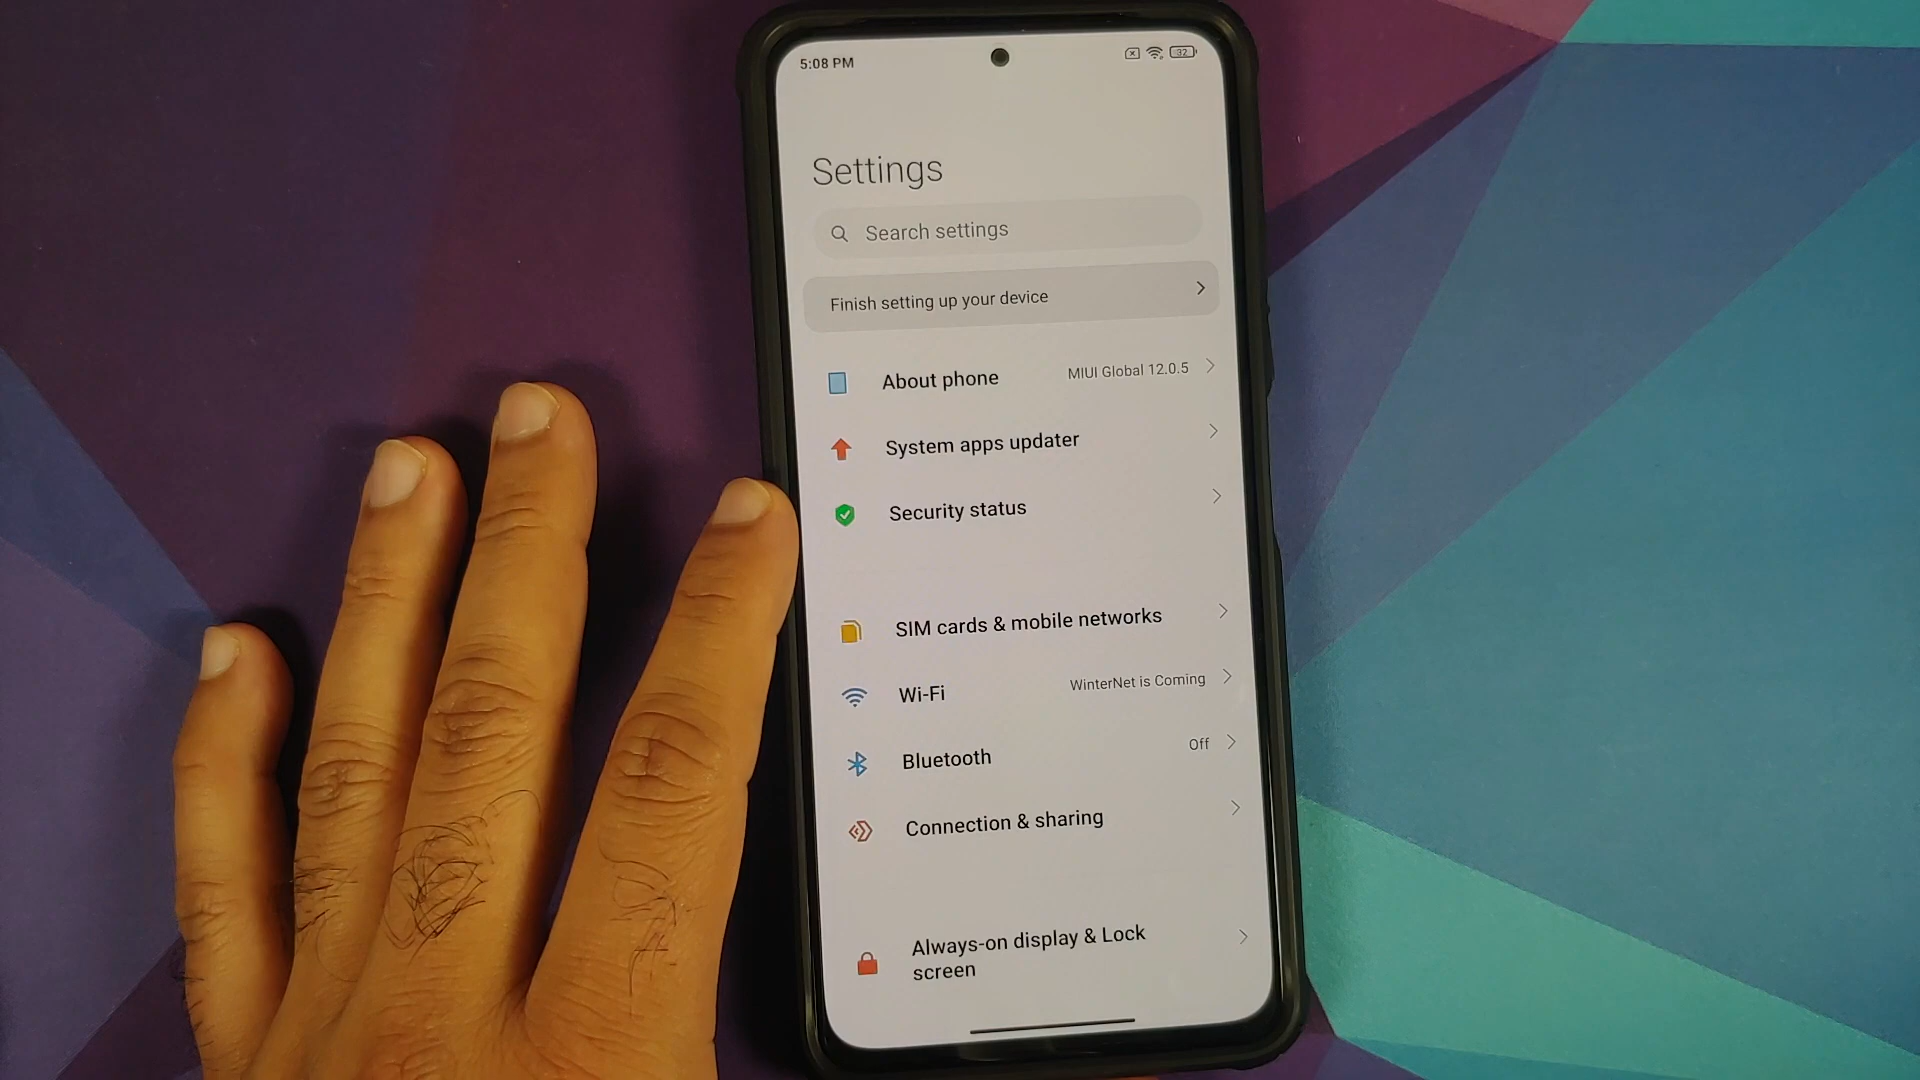 5:08 PM
32
Settings
Search settings
Finish setting up your device
About phone MIUI Global 12.0.5
System apps updater
Security status
SIM cards & mobile networks
Wi-Fi WinterNet is Coming
Bluetooth Off
Connection & sharing
Always-on display & Lock
screen